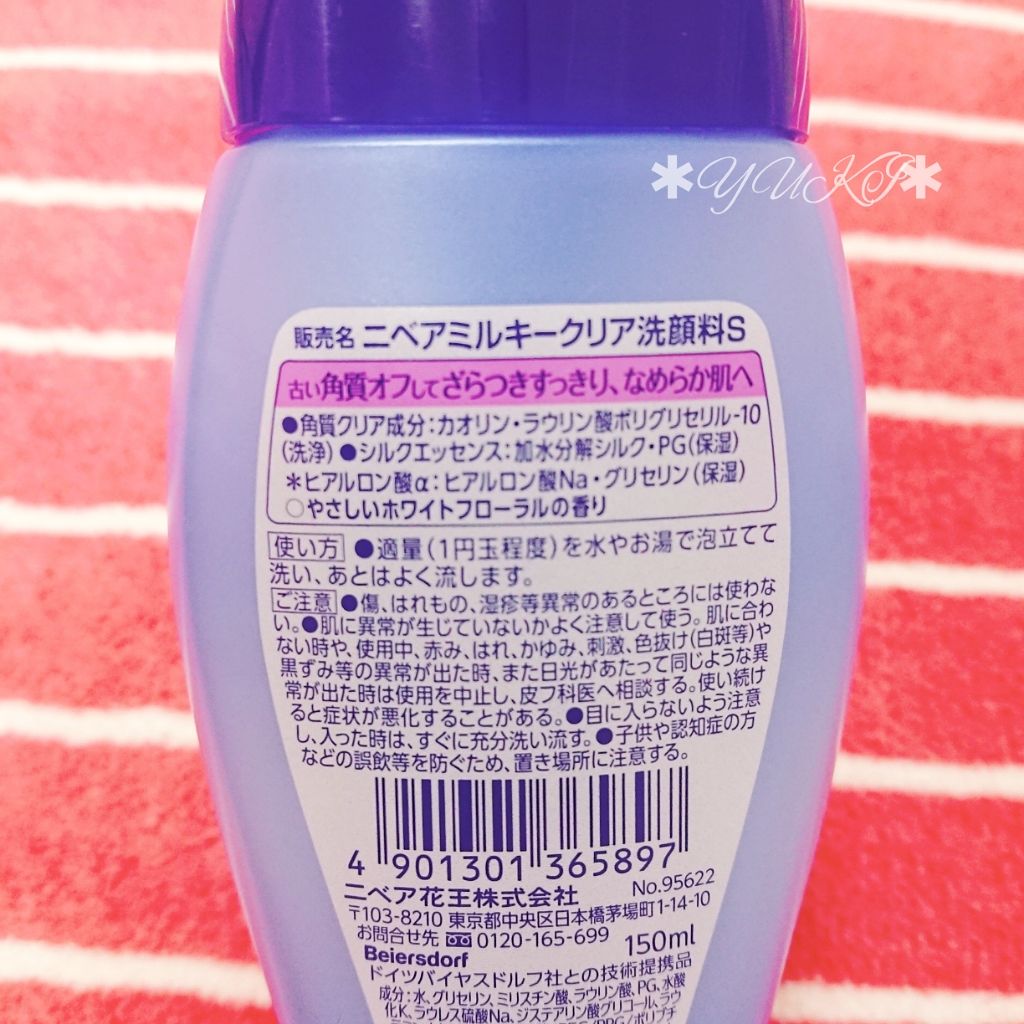 *YUKI*
販売名 ニベアミルキークリア洗顔料S
古い角質オフしてざらつきすっきり、なめらか肌へ
●角質クリア成分:カオリン・ラウリン酸ポリグリセリル-10
(洗浄) ●シルクエッセンス:加水分解シルク・PG(保湿)
*ヒアルロン酸α:ヒアルロン酸Na・グリセリン(保湿)
○やさしいホワイトフローラルの香り
使い方 ●適量(1円玉程度)を水やお湯で泡立てて
洗い、あとはよく流します。
ご注意 ●傷、はれもの、湿疹等異常のあるところには使わな
い。●肌に異常が生じていないかよく注意して使う。肌に合わ
ない時や、使用中、赤み、はれ、かゆみ、刺激、色抜け(白斑等)や
黒ずみ等の異常が出た時、また日光があたって同じような異
常が出た時は使用を中止し、皮フ科医へ相談する。使い続け
ると症状が悪化することがある。●目に入らないよう注意
し、入った時は、すぐに充分洗い流す。●子供や認知症の方
などの誤飲等を防ぐため、置き場所に注意する。
4 901301 365897
ニベア花王株式会社 No.95622
〒103-8210 東京都中央区日本橋茅場町1-14-10
お問合せ先 0120-165-699 150ml
Beiersdorf
ドイツバイヤスドルフ社との技術提携品
成分:水、グリセリン、ミリスチン酸、ラウリン酸、PG、水酸
化K、ラウレス硫酸Na、ジステアリン酸グリコール、ラウ